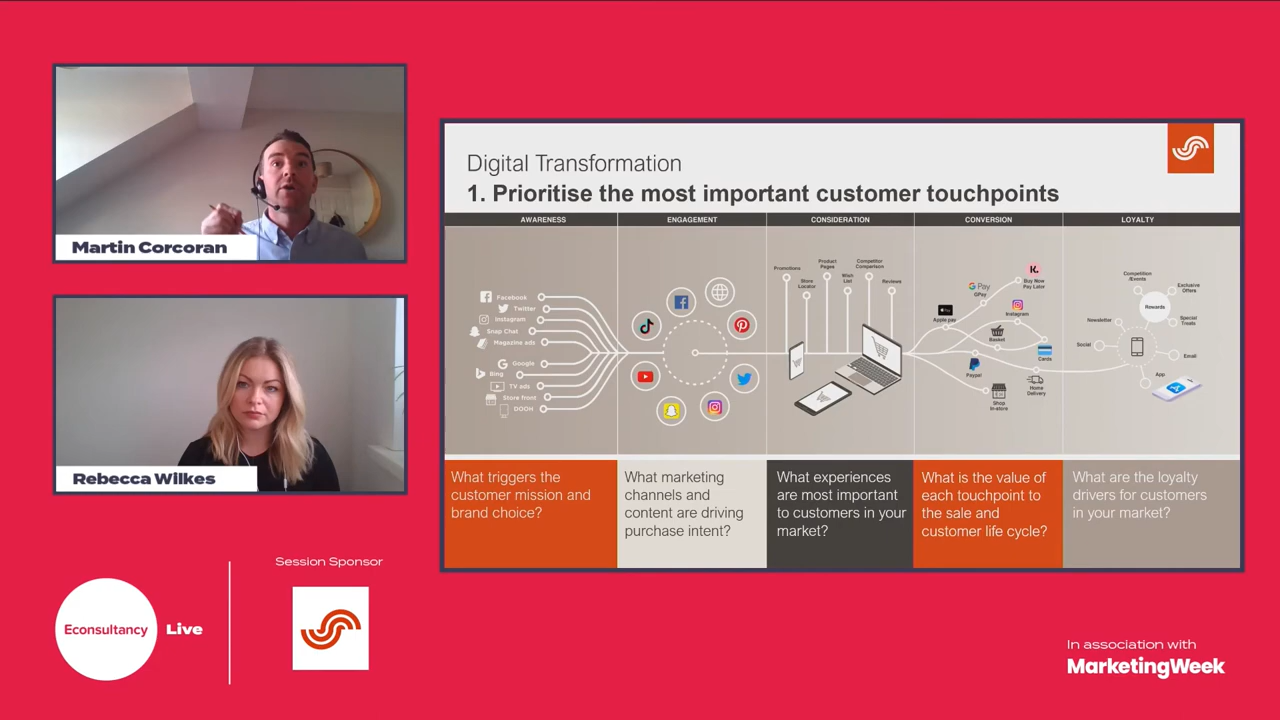 Martin Corcoran
Rebecca Wilkes
Econsultancy
Live
Session Sponsor
Digital Transformation
1. Prioritise the most important customer touchpoints
AWARENESS
ENGAGEMENT
CONSIDERATION
CONVERSION
LOYALTY
Facebook
Twitter
Instagram
Snap Chat
Magazine ads
Google
Bing
TV ads
Store front
DOOH
Promotions
Store
Locator
Product
Pages
Wish
List
Competitor
Comparison
Reviews
Apple pay
G Pay
GPay
K.
Buy Now
Pay Later
Instagram
Basket
Cards
Paypal
Home
Delivery
Shop
In-store
Competition
/Events
Exclusive
Offers
Rewards
Special
Treats
Newsletter
Social
Email
App
What triggers the
customer mission and
brand choice?
What marketing
channels and
content are driving
purchase intent?
What experiences
are most important
to customers in your
market?
What is the value of
each touchpoint to
the sale and
customer life cycle?
What are the loyalty
drivers for customers
in your market?
In association with
MarketingWeek